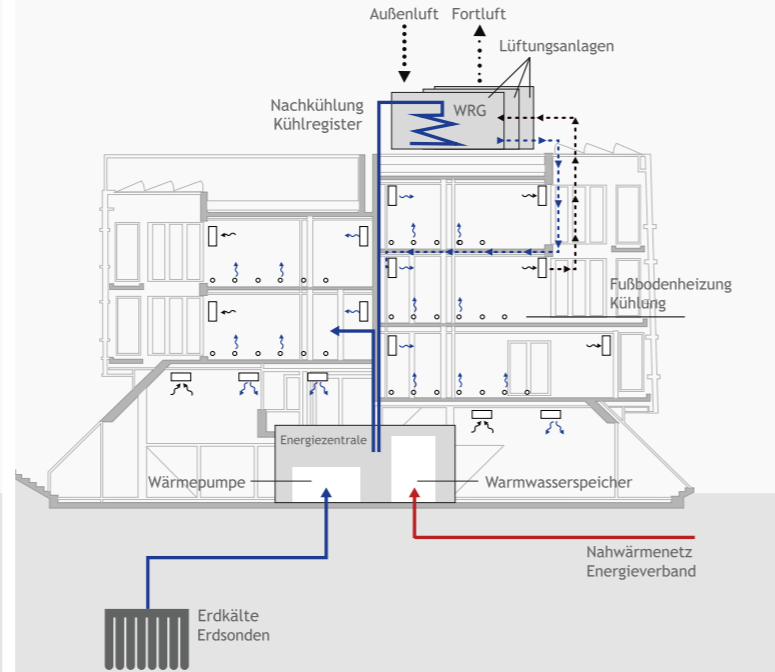 Außenluft Fortluft
Lüftungsanlagen
Nachkühlung
Kühlregister
WRG
Fußbodenheizung
Kühlung
Energiezentrale
Wärmepumpe
Warmwasserspeicher
Nahwärmenetz
Energieverband
Erdkälte
Erdsonden